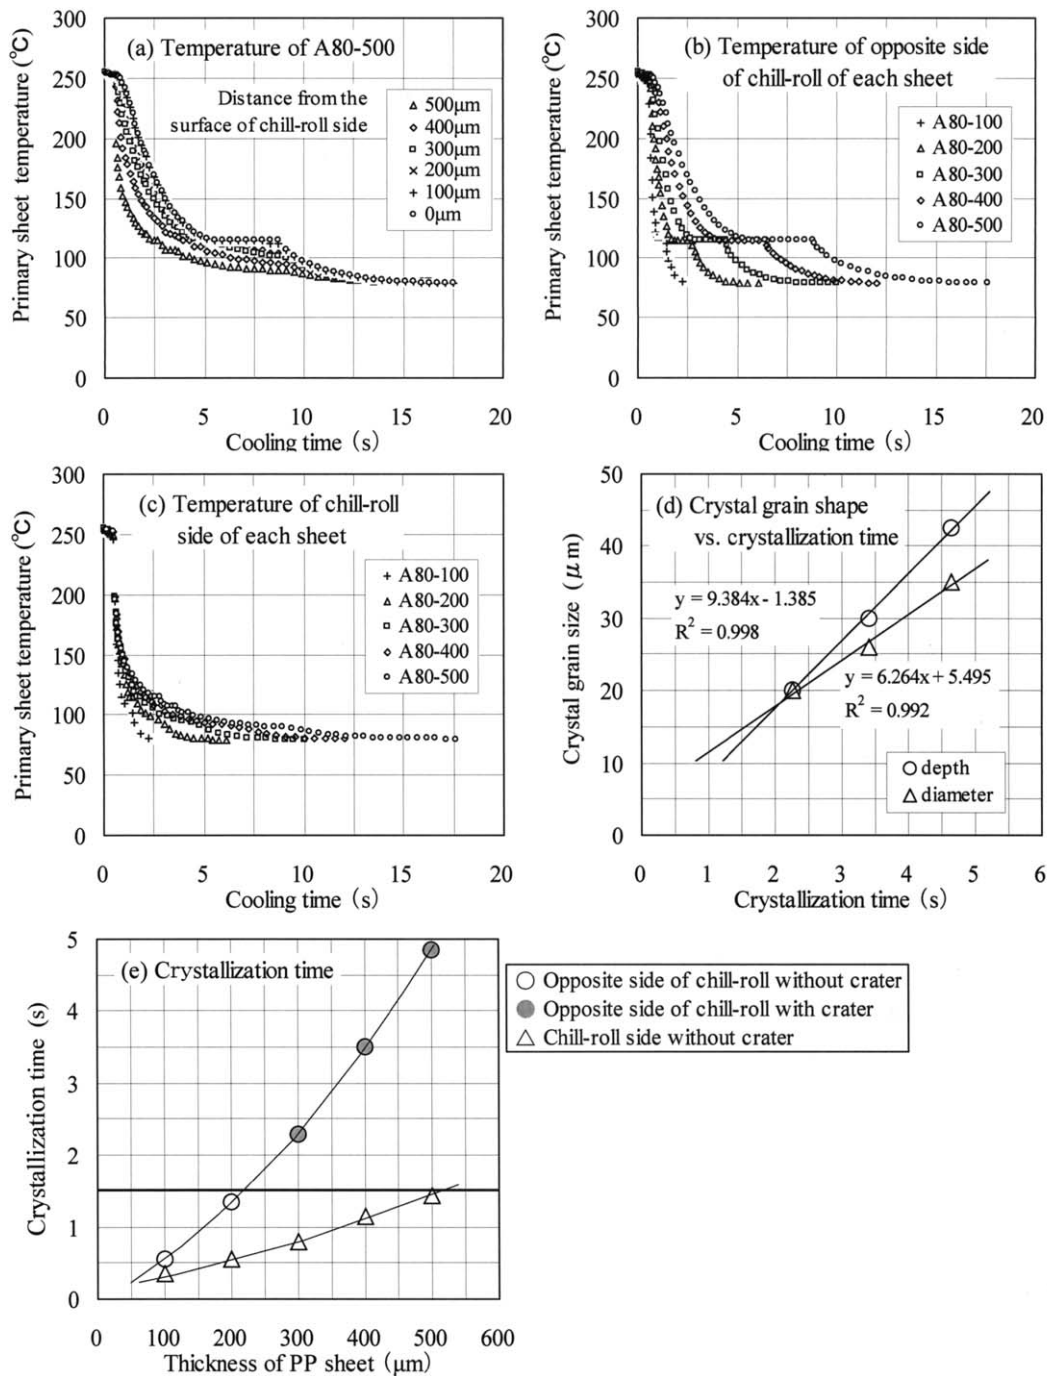 (a) Temperature of A80-500
Distance from the
surface of chill-roll side
500μm
400μm
300μm
200μm
100μm
0μm
Primary sheet temperature (℃)
300
250
200
150
100
50
0
0 5 10 15 20
Cooling time (s)
(b) Temperature of opposite side
of chill-roll of each sheet
A80-100
A80-200
A80-300
A80-400
A80-500
Primary sheet temperature (℃)
300
250
200
150
100
50
0
0 5 10 15 20
Cooling time (s)
(c) Temperature of chill-roll
side of each sheet
A80-100
A80-200
A80-300
A80-400
A80-500
Primary sheet temperature (℃)
300
250
200
150
100
50
0
0 5 10 15 20
Cooling time (s)
(d) Crystal grain shape
vs. crystallization time
y = 9.384x - 1.385
R² = 0.998
y = 6.264x + 5.495
R² = 0.992
depth
diameter
Crystal grain size (μm)
50
40
30
20
10
0
0 1 2 3 4 5 6
Crystallization time (s)
(e) Crystallization time
Crystallization time (s)
5
4
3
2
1
0
0 100 200 300 400 500 600
Thickness of PP sheet (μm)
Opposite side of chill-roll without crater
Opposite side of chill-roll with crater
Chill-roll side without crater